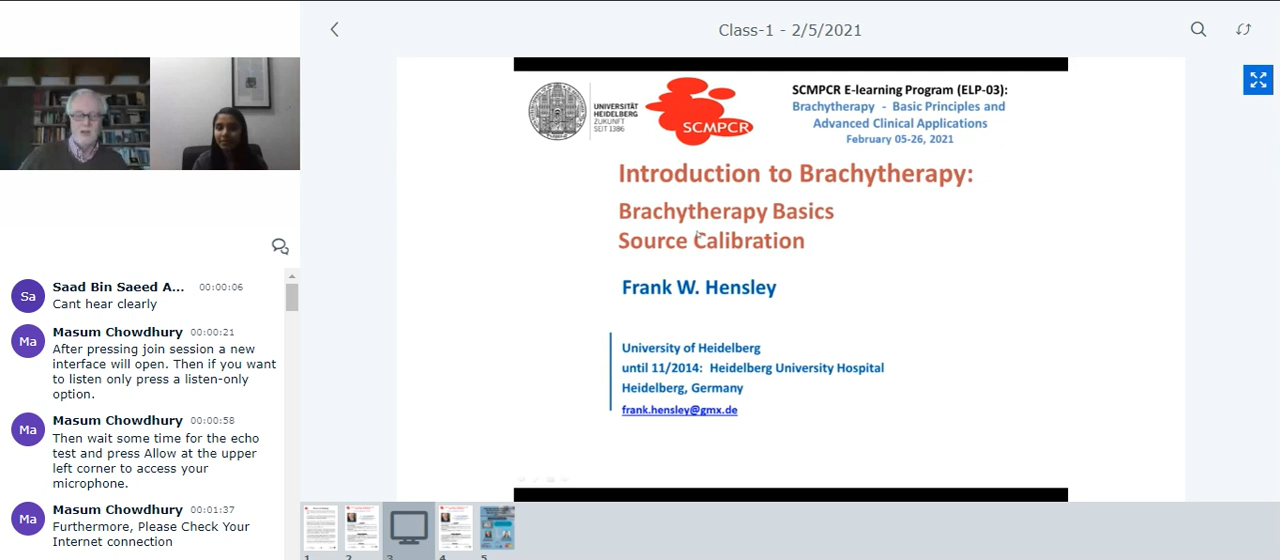 Class-1 - 2/5/2021
UNIVERSITÄT
HEIDELBERG
ZUKUNFT
SEIT 1386
SCMPCR
SCMPCR E-learning Program (ELP-03):
Brachytherapy - Basic Principles and
Advanced Clinical Applications
February 05-26, 2021
Introduction to Brachytherapy:
Brachytherapy Basics
Source Calibration
Frank W. Hensley
University of Heidelberg
until 11/2014: Heidelberg University Hospital
Heidelberg, Germany
frank.hensley@gmx.de
Sa
Saad Bin Saeed A... 00:00:06
Cant hear clearly
Ma
Masum Chowdhury 00:00:21
After pressing join session a new
interface will open. Then if you want
to listen only press a listen-only
option.
Ma
Masum Chowdhury 00:00:58
Then wait some time for the echo
test and press Allow at the upper
left corner to access your
microphone.
Ma
Masum Chowdhury 00:01:37
Furthermore, Please Check Your
Internet connection
1 2 3 4 5